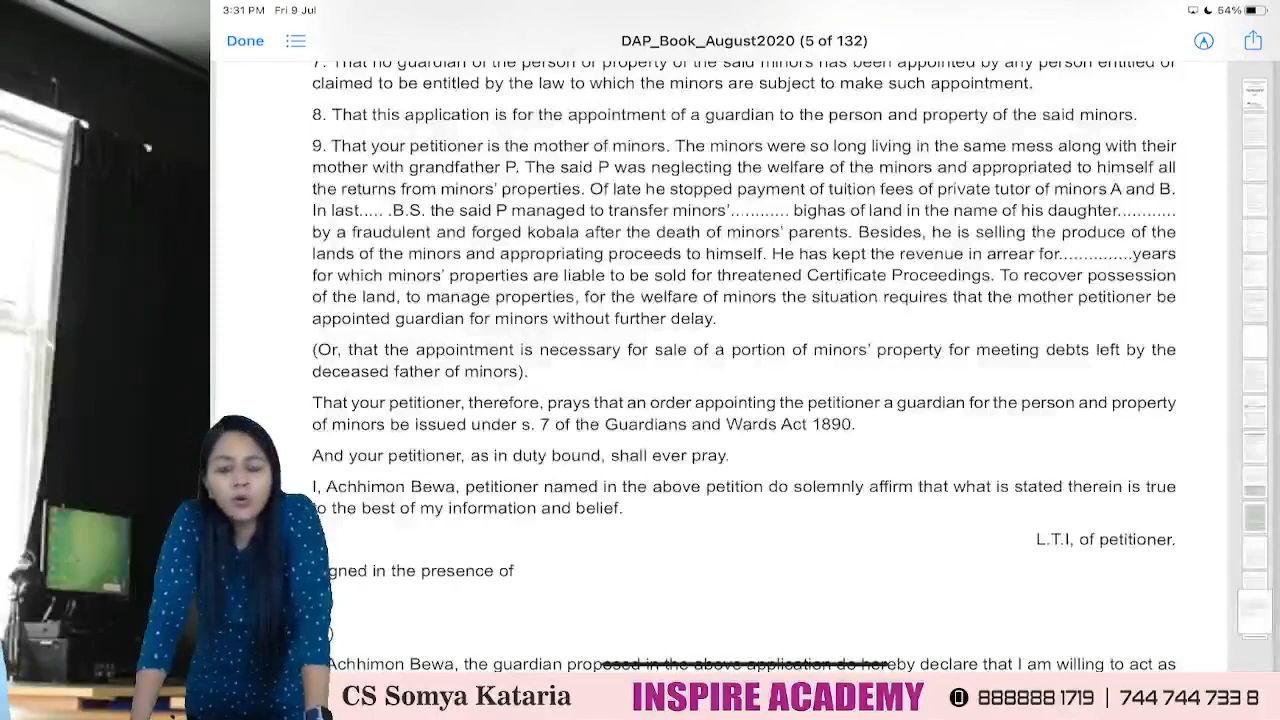 3:31 PM Fri 9 Jul
54%
Done
DAP_Book_August2020 (5 of 132)
7. That no guardian of the person or property of the said minors has been appointed by any person entitled or
claimed to be entitled by the law to which the minors are subject to make such appointment.
8. That this application is for the appointment of a guardian to the person and property of the said minors.
9. That your petitioner is the mother of minors. The minors were so long living in the same mess along with their
mother with grandfather P. The said P was neglecting the welfare of the minors and appropriated to himself all
the returns from minors' properties. Of late he stopped payment of tuition fees of private tutor of minors A and B.
In last..... .B.S. the said P managed to transfer minors'............ bighas of land in the name of his daughter............
by a fraudulent and forged kobala after the death of minors' parents. Besides, he is selling the produce of the
lands of the minors and appropriating proceeds to himself. He has kept the revenue in arrear for...............years
for which minors' properties are liable to be sold for threatened Certificate Proceedings. To recover possession
of the land, to manage properties, for the welfare of minors the situation requires that the mother petitioner be
appointed guardian for minors without further delay.
(Or, that the appointment is necessary for sale of a portion of minors' property for meeting debts left by the
deceased father of minors).
That your petitioner, therefore, prays that an order appointing the petitioner a guardian for the person and property
of minors be issued under s. 7 of the Guardians and Wards Act 1890.
And your petitioner, as in duty bound, shall ever pray.
I, Achhimon Bewa, petitioner named in the above petition do solemnly affirm that what is stated therein is true
o the best of my information and belief.
L.T.I, of petitioner.
gned in the presence of
)
Achhimon Bewa, the guardian proposed in the above application do hereby declare that I am willing to act as
CS Somya Kataria INSPIRE ACADEMY 888888 1719 | 744 744 733 8